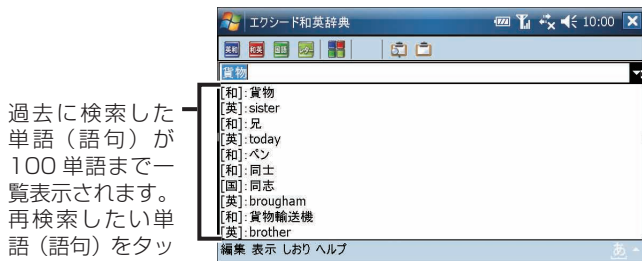 エクシード和英辞典 10:00
英和 和英 国語
貨物
[和]:貨物
[英]:sister
[和]:兄
[英]:today
[和]:ペン
[和]:同士
[国]:同志
[英]:brougham
[和]:貨物輸送機
[英]:brother
編集 表示 しおり ヘルプ あ
過去に検索した
単語（語句）が
100 単語まで一
覧表示されます。
再検索したい単
語（語句）をタッ